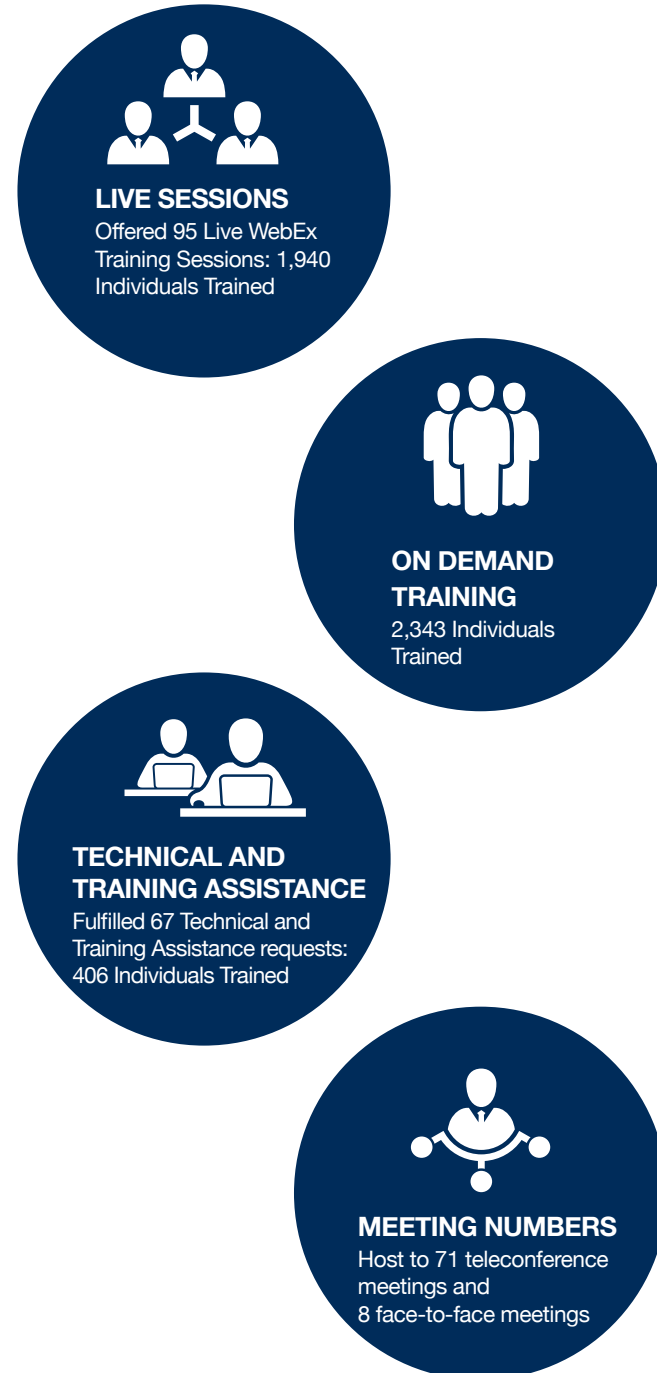 LIVE SESSIONS
Offered 95 Live WebEx
Training Sessions: 1,940
Individuals Trained
ON DEMAND
TRAINING
2,343 Individuals
Trained
TECHNICAL AND
TRAINING ASSISTANCE
Fulfilled 67 Technical and
Training Assistance requests:
406 Individuals Trained
MEETING NUMBERS
Host to 71 teleconference
meetings and
8 face-to-face meetings